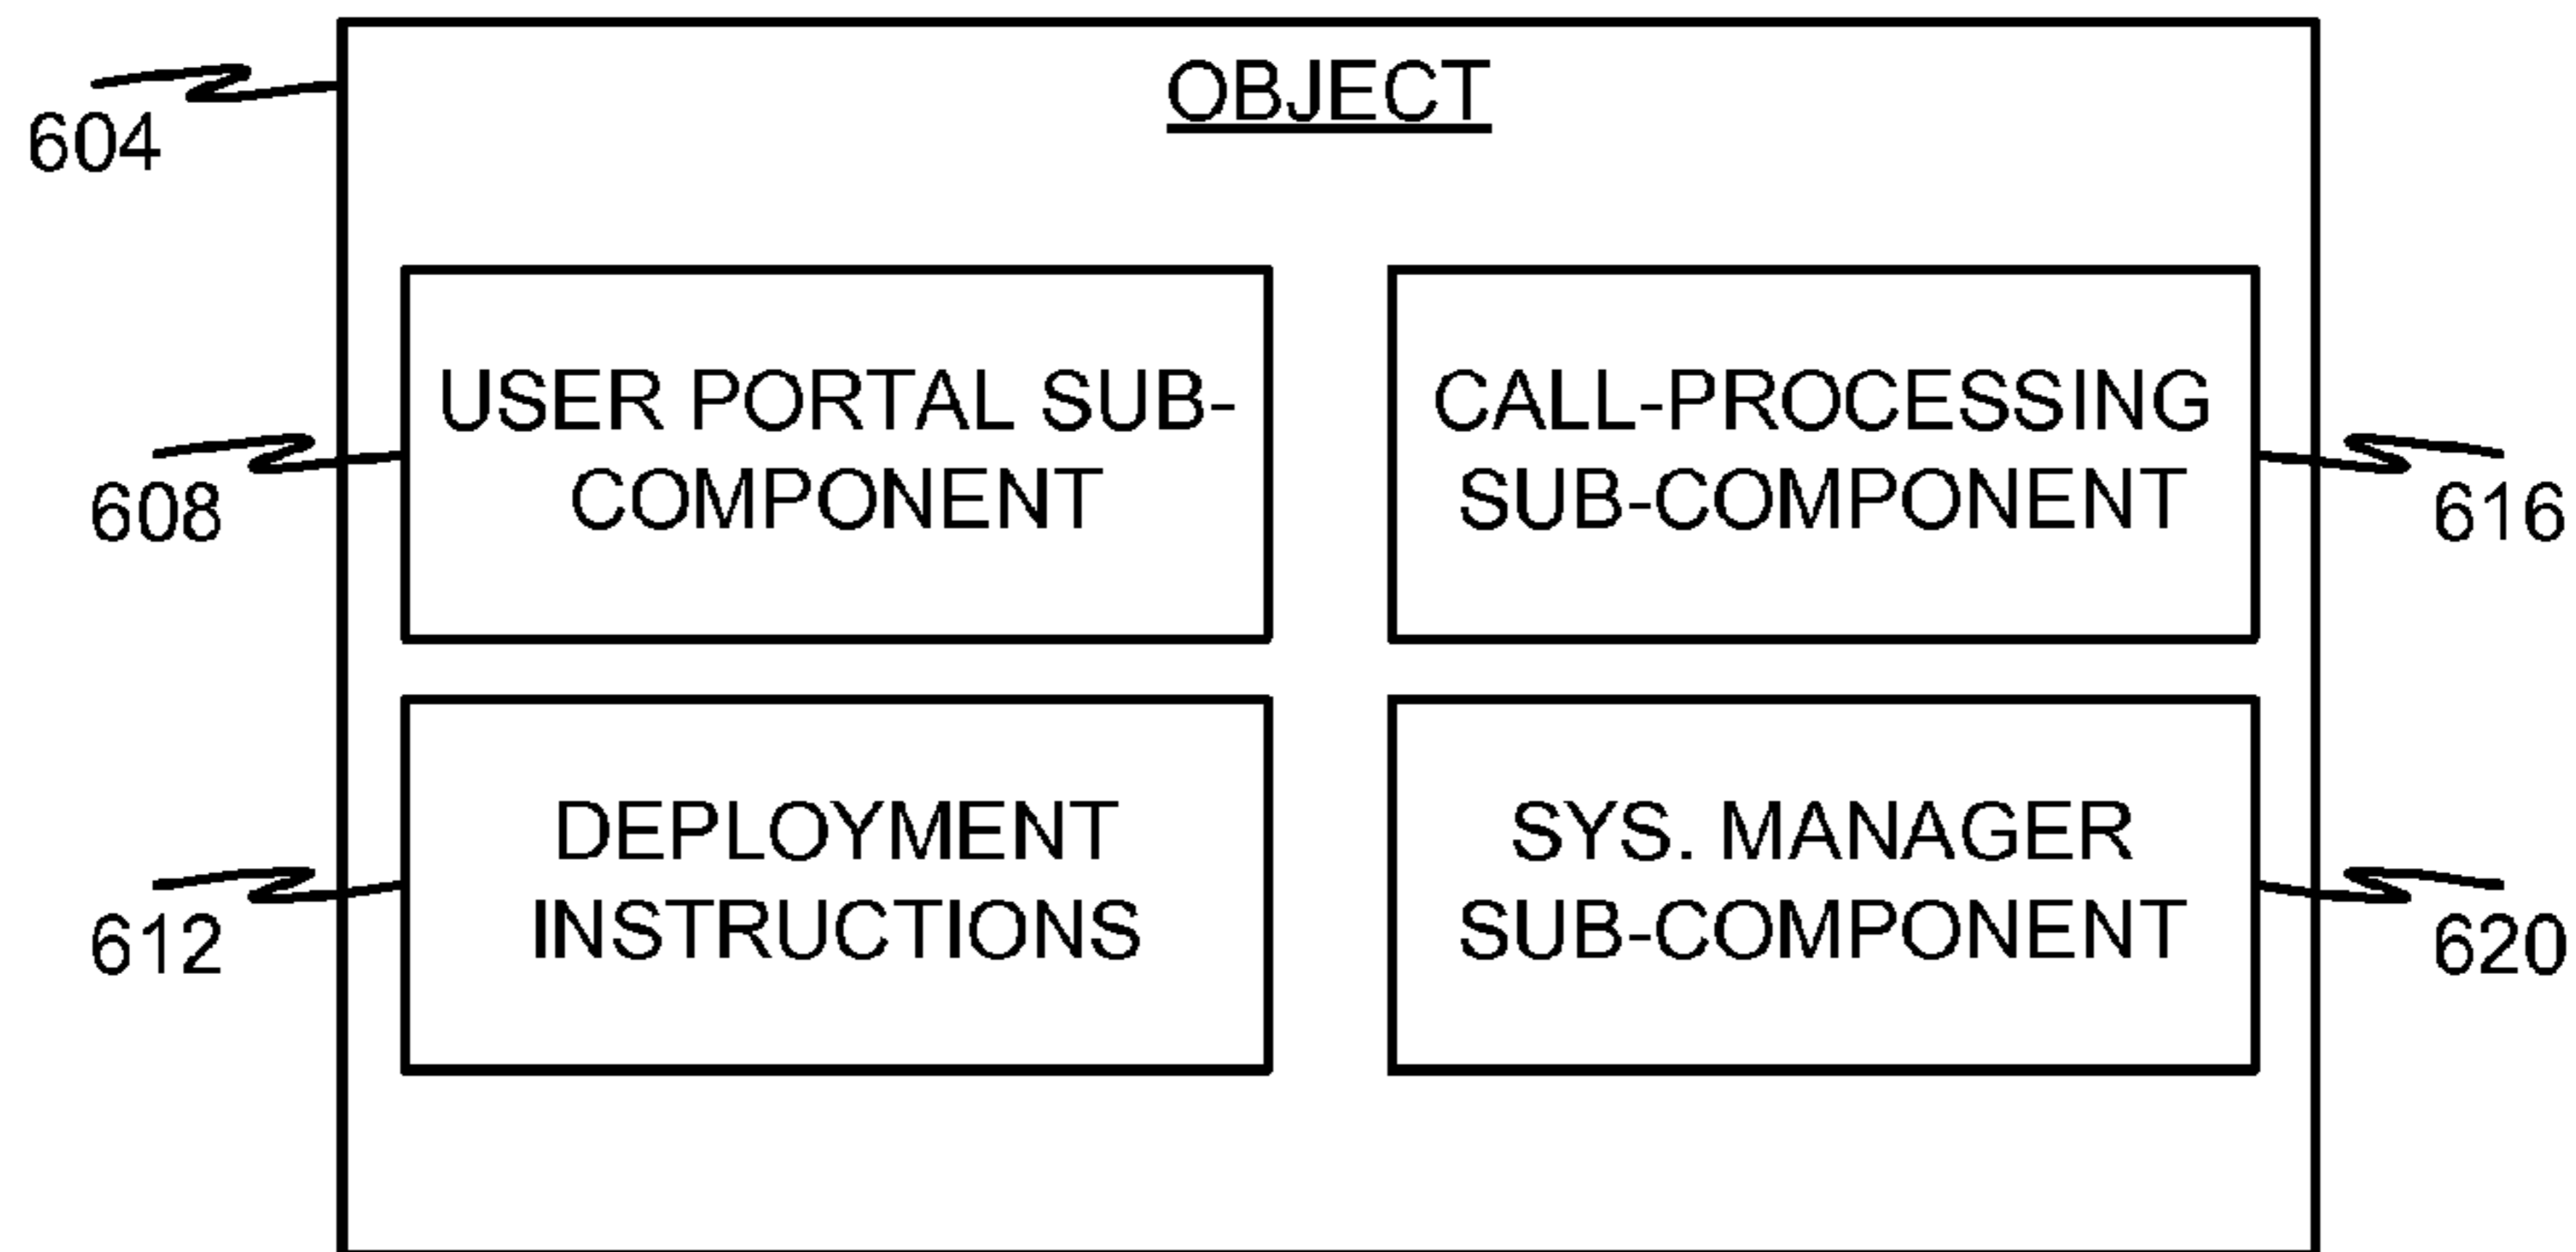 OBJECT
604
USER PORTAL SUB-
COMPONENT
608
CALL-PROCESSING
SUB-COMPONENT
616
DEPLOYMENT
INSTRUCTIONS
612
SYS. MANAGER
SUB-COMPONENT
620